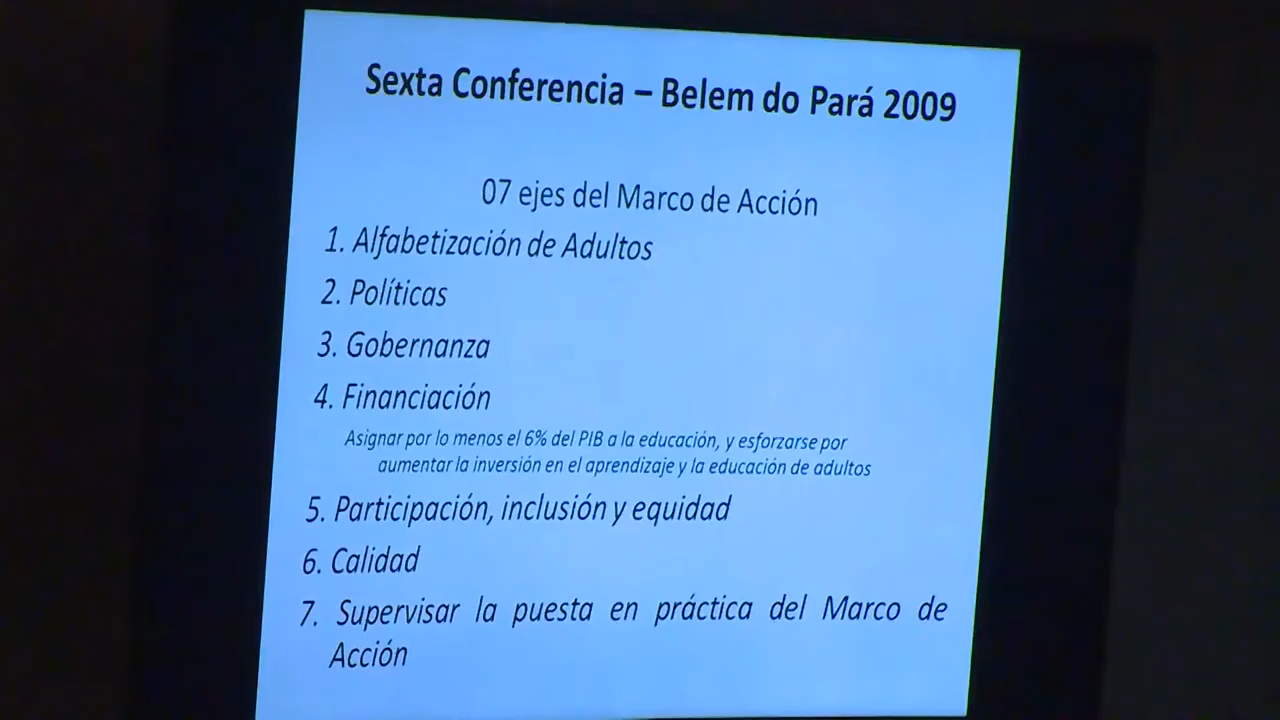 Sexta Conferencia – Belem do Pará 2009
07 ejes del Marco de Acción
1. Alfabetización de Adultos
2. Políticas
3. Gobernanza
4. Financiación
Asignar por lo menos el 6% del PIB a la educación, y esforzarse por
aumentar la inversión en el aprendizaje y la educación de adultos
5. Participación, inclusión y equidad
6. Calidad
7. Supervisar la puesta en práctica del Marco de
Acción